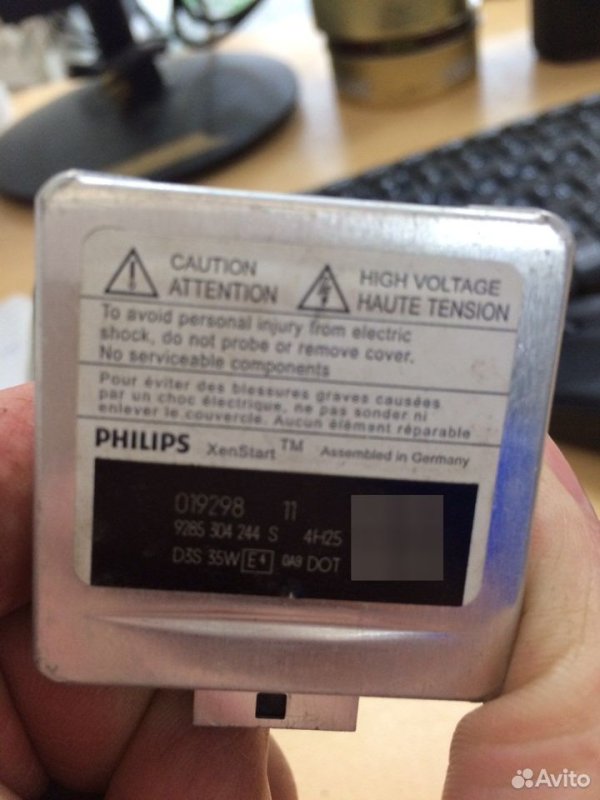 CAUTION
ATTENTION
HIGH VOLTAGE
HAUTE TENSION
To avoid personal injury from electric
shock, do not probe or remove cover.
No serviceable components
Pour éviter des blessures graves causées
par un choc électrique, ne pas sonder ni
enlever le couvercle. Aucun élément réparable
PHILIPS XenStart™ Assembled in Germany
019298 11
9285 304 244 S 4H25
D3S 35W E4 0A9 DOT
Avito